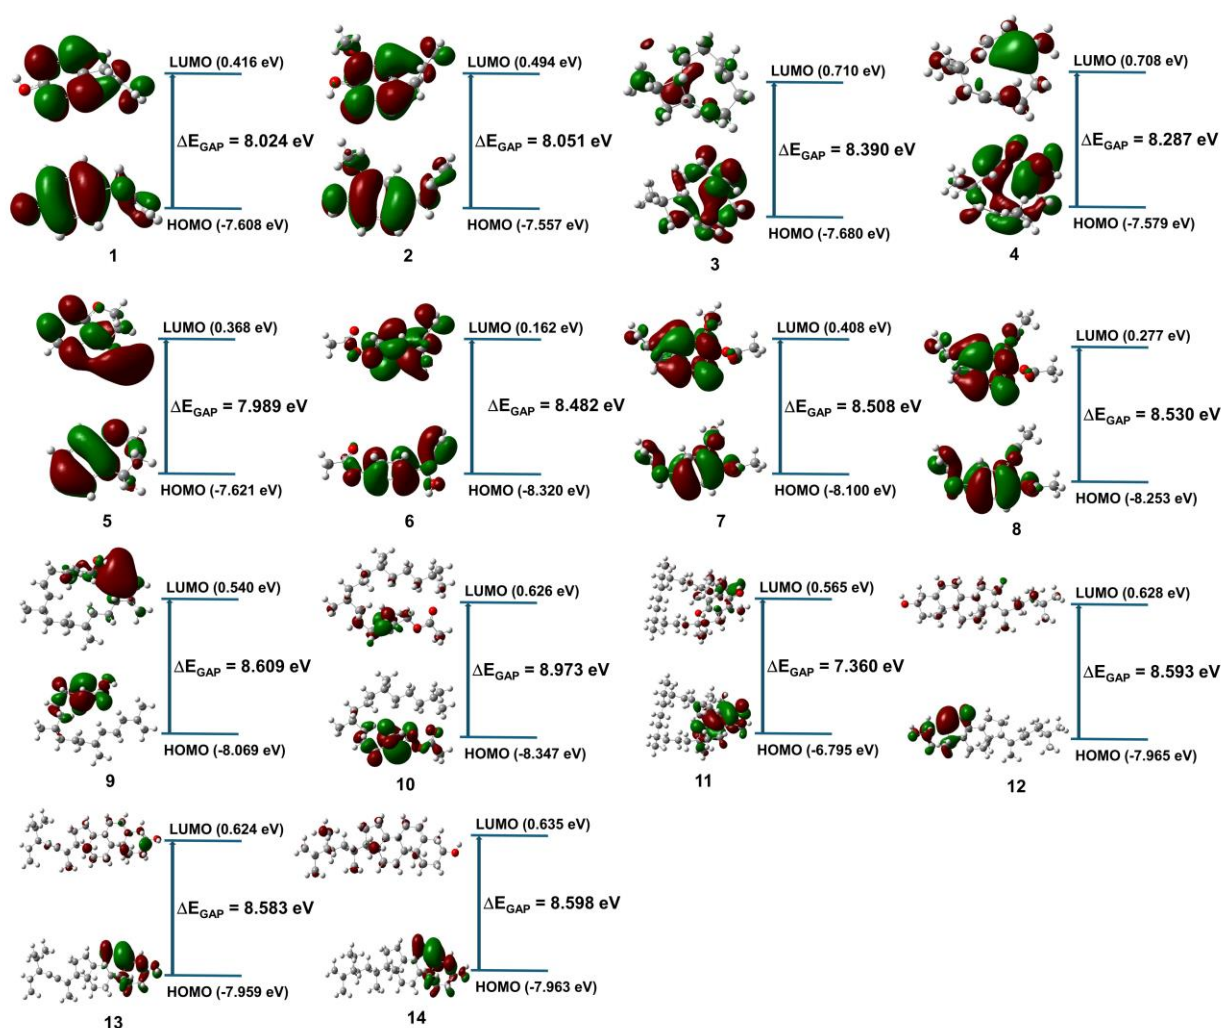 LUMO (0.416 eV)
ΔEGAP = 8.024 eV
HOMO (-7.608 eV)
1
LUMO (0.494 eV)
ΔEGAP = 8.051 eV
HOMO (-7.557 eV)
2
LUMO (0.710 eV)
ΔEGAP = 8.390 eV
HOMO (-7.680 eV)
3
LUMO (0.708 eV)
ΔEGAP = 8.287 eV
HOMO (-7.579 eV)
4
LUMO (0.368 eV)
ΔEGAP = 7.989 eV
HOMO (-7.621 eV)
5
LUMO (0.162 eV)
ΔEGAP = 8.482 eV
HOMO (-8.320 eV)
6
LUMO (0.408 eV)
ΔEGAP = 8.508 eV
HOMO (-8.100 eV)
7
LUMO (0.277 eV)
ΔEGAP = 8.530 eV
HOMO (-8.253 eV)
8
LUMO (0.540 eV)
ΔEGAP = 8.609 eV
HOMO (-8.069 eV)
9
LUMO (0.626 eV)
ΔEGAP = 8.973 eV
HOMO (-8.347 eV)
10
LUMO (0.565 eV)
ΔEGAP = 7.360 eV
HOMO (-6.795 eV)
11
LUMO (0.628 eV)
ΔEGAP = 8.593 eV
HOMO (-7.965 eV)
12
LUMO (0.624 eV)
ΔEGAP = 8.583 eV
HOMO (-7.959 eV)
13
LUMO (0.635 eV)
ΔEGAP = 8.598 eV
HOMO (-7.963 eV)
14